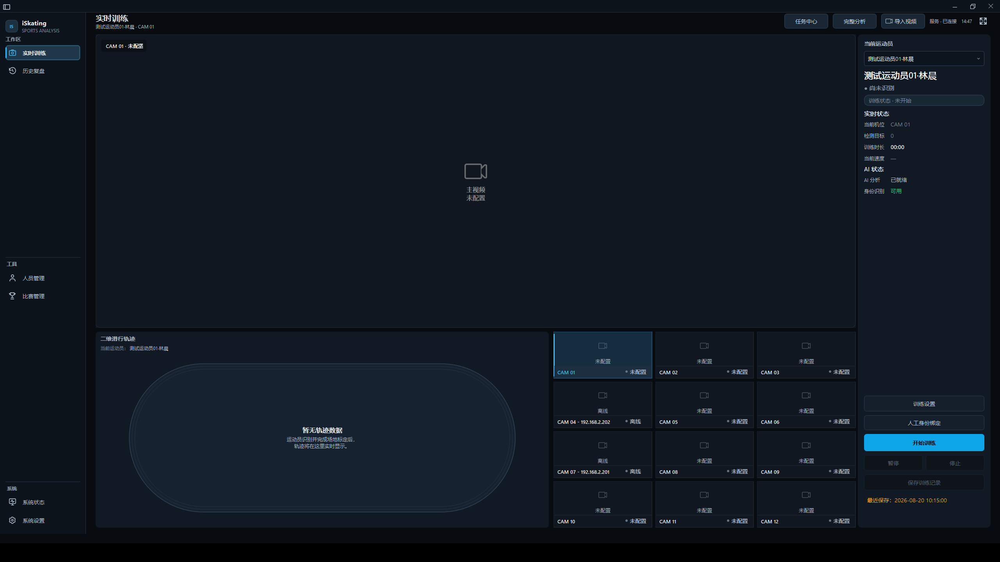 iS
iSkating
SPORTS ANALYSIS
工作区
实时训练
历史复盘
工具
人员管理
比赛管理
系统
系统状态
系统设置
实时训练
测试运动员01·林晨 · CAM 01
任务中心
完整分析
导入视频
服务 · 已连接
14:47
CAM 01 · 未配置
主视频
未配置
二维滑行轨迹
当前运动员： 测试运动员01·林晨
暂无轨迹数据
运动员识别并完成场地标定后，
轨迹将在这里实时显示。
未配置
CAM 01 未配置
未配置
CAM 02 未配置
未配置
CAM 03 未配置
离线
CAM 04 - 192.168.2.202 离线
未配置
CAM 05 未配置
未配置
CAM 06 未配置
离线
CAM 07 - 192.168.2.201 离线
未配置
CAM 08 未配置
未配置
CAM 09 未配置
未配置
CAM 10 未配置
未配置
CAM 11 未配置
未配置
CAM 12 未配置
当前运动员
测试运动员01·林晨
测试运动员01·林晨
● 尚未识别
训练状态 · 未开始
实时状态
当前机位 CAM 01
检测目标 0
训练时长 00:00
当前速度 —
AI 状态
AI 分析 已就绪
身份识别 可用
训练设置
人工身份绑定
开始训练
暂停
停止
保存训练记录
最近保存：2026-08-20 10:15:00